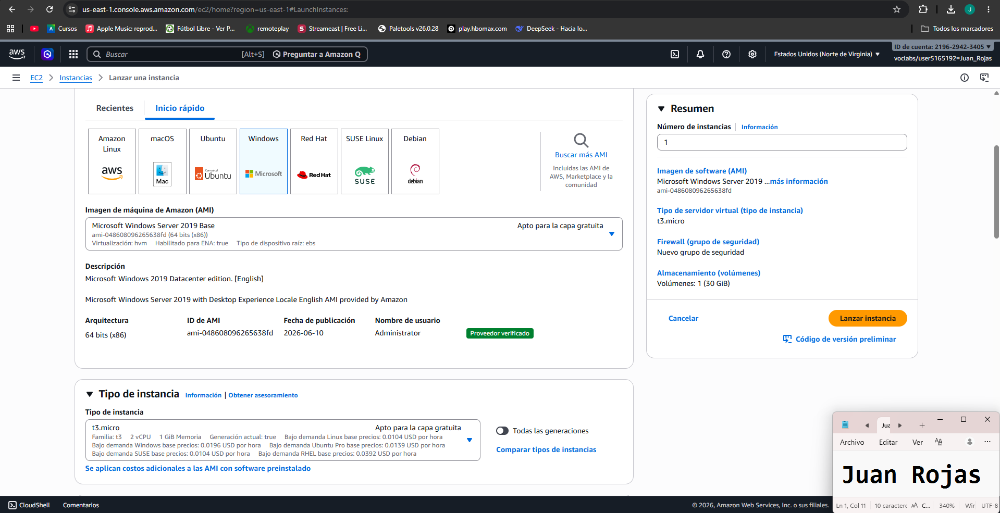 us-east-1.console.aws.amazon.com/ec2/home?region=us-east-1#LaunchInstances:
Cursos
Apple Music: reprod...
Fútbol Libre - Ver P...
remoteplay
Streameast | Free Li...
Paletools v26.0.28
play.hbomax.com
DeepSeek - Hacia lo...
Todos los marcadores
aws
Buscar
[Alt+S]
Preguntar a Amazon Q
Estados Unidos (Norte de Virginia)
ID de cuenta: 2196-2942-3405
voclabs/user5165192=Juan_Rojas
EC2
Instancias
Lanzar una instancia
Recientes
Inicio rápido
Amazon Linux
aws
macOS
Mac
Ubuntu
Canonical Ubuntu
Windows
Microsoft
Red Hat
Red Hat
SUSE Linux
SUSE
Debian
debian
Buscar más AMI
Incluidas las AMI de
AWS, Marketplace y la
comunidad
Imagen de máquina de Amazon (AMI)
Microsoft Windows Server 2019 Base
Apto para la capa gratuita
ami-048608096265638fd (64 bits (x86))
Virtualización: hvm Habilitado para ENA: true Tipo de dispositivo raíz: ebs
Descripción
Microsoft Windows 2019 Datacenter edition. [English]
Microsoft Windows Server 2019 with Desktop Experience Locale English AMI provided by Amazon
Arquitectura
64 bits (x86)
ID de AMI
ami-048608096265638fd
Fecha de publicación
2026-06-10
Nombre de usuario
Administrator
Proveedor verificado
Tipo de instancia
Información | Obtener asesoramiento
Tipo de instancia
t3.micro
Apto para la capa gratuita
Familia: t3 2 vCPU 1 GiB Memoria Generación actual: true Bajo demanda Linux base precios: 0.0104 USD por hora
Bajo demanda Windows base precios: 0.0196 USD por hora Bajo demanda Ubuntu Pro base precios: 0.0139 USD por hora
Bajo demanda SUSE base precios: 0.0104 USD por hora Bajo demanda RHEL base precios: 0.0392 USD por hora
Se aplican costos adicionales a las AMI con software preinstalado
Todas las generaciones
Comparar tipos de instancias
Resumen
Número de instancias
Información
1
Imagen de software (AMI)
Microsoft Windows Server 2019 ...más información
ami-048608096265638fd
Tipo de servidor virtual (tipo de instancia)
t3.micro
Firewall (grupo de seguridad)
Nuevo grupo de seguridad
Almacenamiento (volúmenes)
Volúmenes: 1 (30 GiB)
Cancelar
Lanzar instancia
Código de versión preliminar
Jua
Archivo
Editar
Ver
Juan Rojas
Ln 1, Col 11
10 caractere
C...
340%
Wir
UTF-8
CloudShell
Comentarios
© 2026, Amazon Web Services, Inc. o sus filiales.